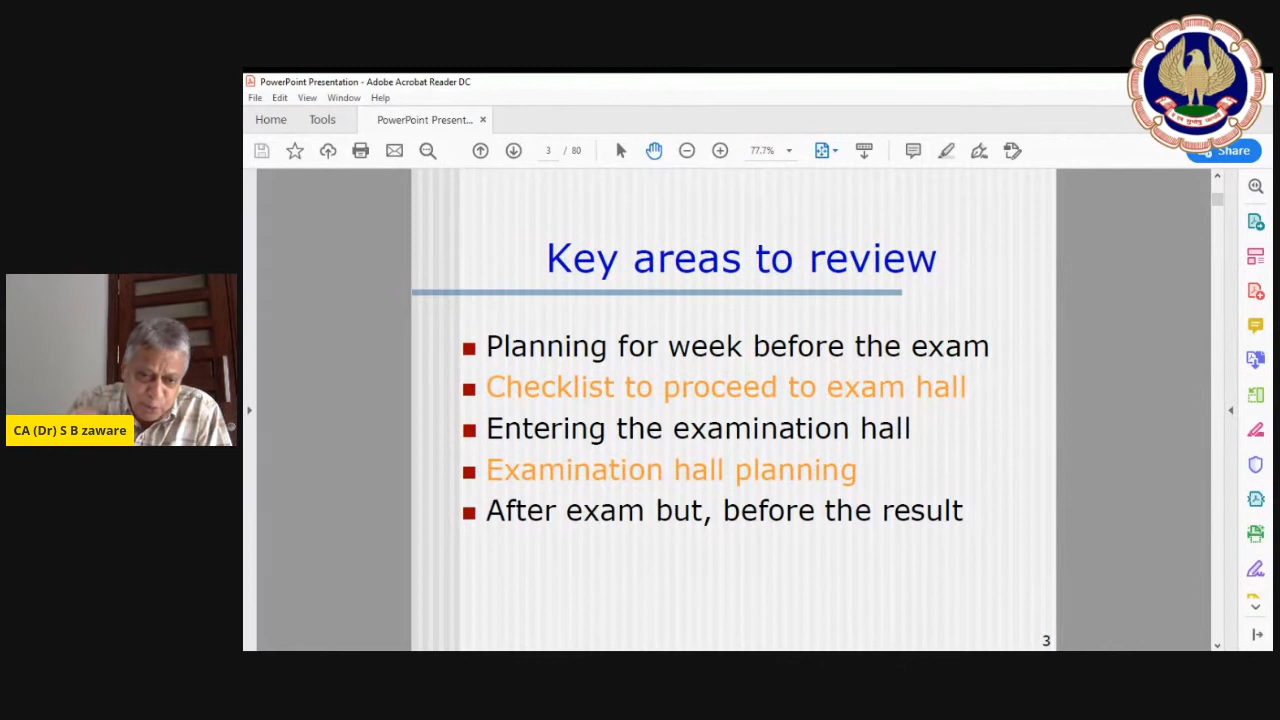 PowerPoint Presentation - Adobe Acrobat Reader DC
File Edit View Window Help
Home Tools PowerPoint Present... ×
3 / 80 77.7% Share
Key areas to review
Planning for week before the exam
Checklist to proceed to exam hall
Entering the examination hall
Examination hall planning
After exam but, before the result
3
CA (Dr) S B zaware